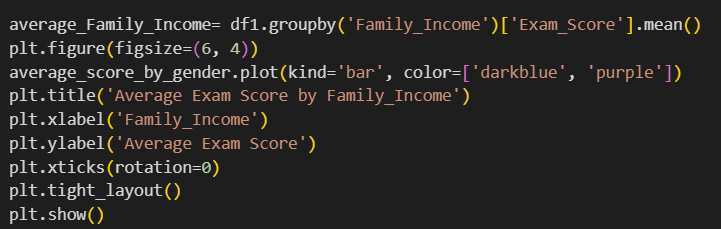 average_Family_Income= df1.groupby('Family_Income')['Exam_Score'].mean()
plt.figure(figsize=(6, 4))
average_score_by_gender.plot(kind='bar', color=['darkblue', 'purple'])
plt.title('Average Exam Score by Family_Income')
plt.xlabel('Family_Income')
plt.ylabel('Average Exam Score')
plt.xticks(rotation=0)
plt.tight_layout()
plt.show()